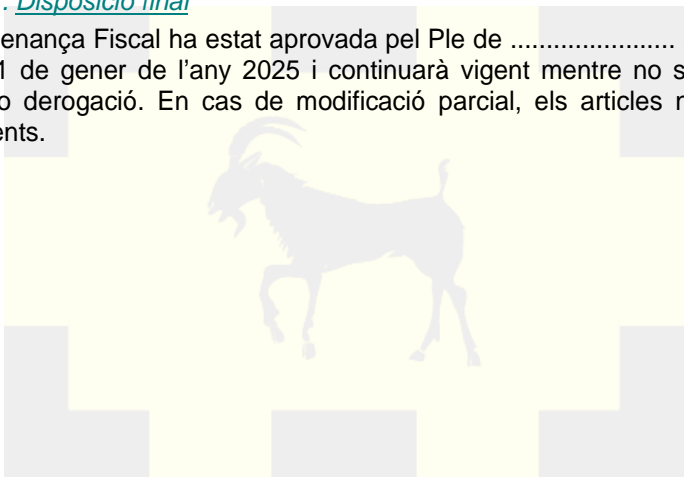 . Disposició final
enança Fiscal ha estat aprovada pel Ple de ......................
1 de gener de l’any 2025 i continuarà vigent mentre no s
o derogació. En cas de modificació parcial, els articles
ents.